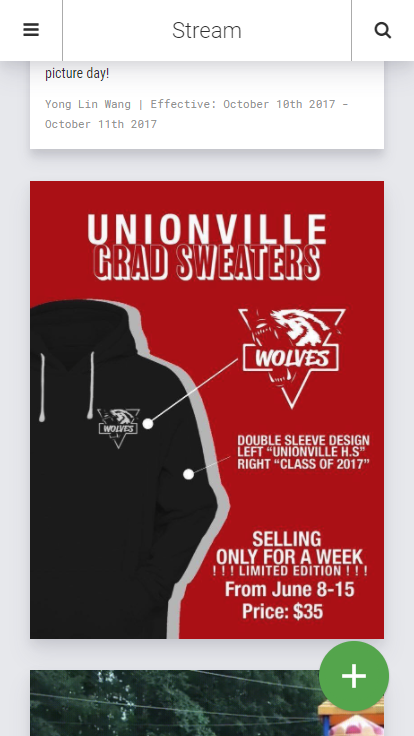 Stream
picture day!
Yong Lin Wang | Effective: October 10th 2017 -
October 11th 2017
UNIONVILLE
GRAD SWEATERS
WOLVES
WOLVES
DOUBLE SLEEVE DESIGN
LEFT “UNIONVILLE H.S”
RIGHT “CLASS OF 2017”
SELLING
ONLY FOR A WEEK
! ! ! LIMITED EDITION ! ! !
From June 8-15
Price: $35